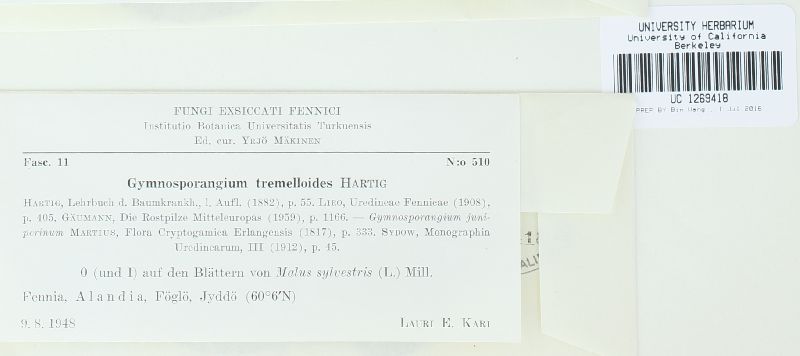 UNIVERSITY HERBARIUM
University of California
Berkeley
UC 1269418
FUNGI EXSICCATI FENNICI
Institutio Botanica Universitatis Turkuensis
Ed. cur. YRJÖ MÄKINEN
Fasc. 11 N:o 510
Gymnosporangium tremelloides HARTIG
HARTIG, Lehrbuch d. Baumkrankh., 1. Aufl. (1882), p. 55. LIRO, Uredineae Fennicae (1908),
p. 405. GÄUMANN, Die Rostpilze Mitteleuropas (1959), p. 1166. — Gymnosporangium juni-
perinum MARTIUS, Flora Cryptogamica Erlangensis (1817), p. 333. SYDOW, Monographia
Uredinearum, III (1912), p. 45.
0 (und I) auf den Blättern von Malus sylvestris (L.) Mill.
Fennia, Alandia, Föglö, Jyddö (60°6′N)
9. 8. 1948 LAURI E. KARI